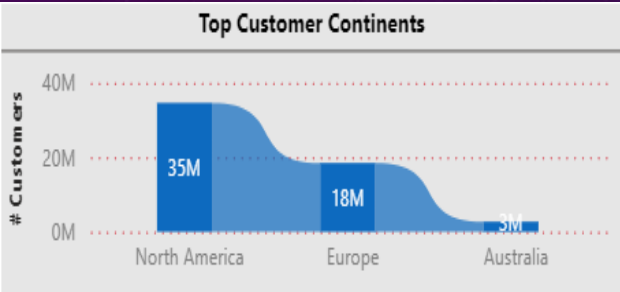 Top Customer Continents
# Customers
40M
20M
0M
35M
18M
3M
North America
Europe
Australia